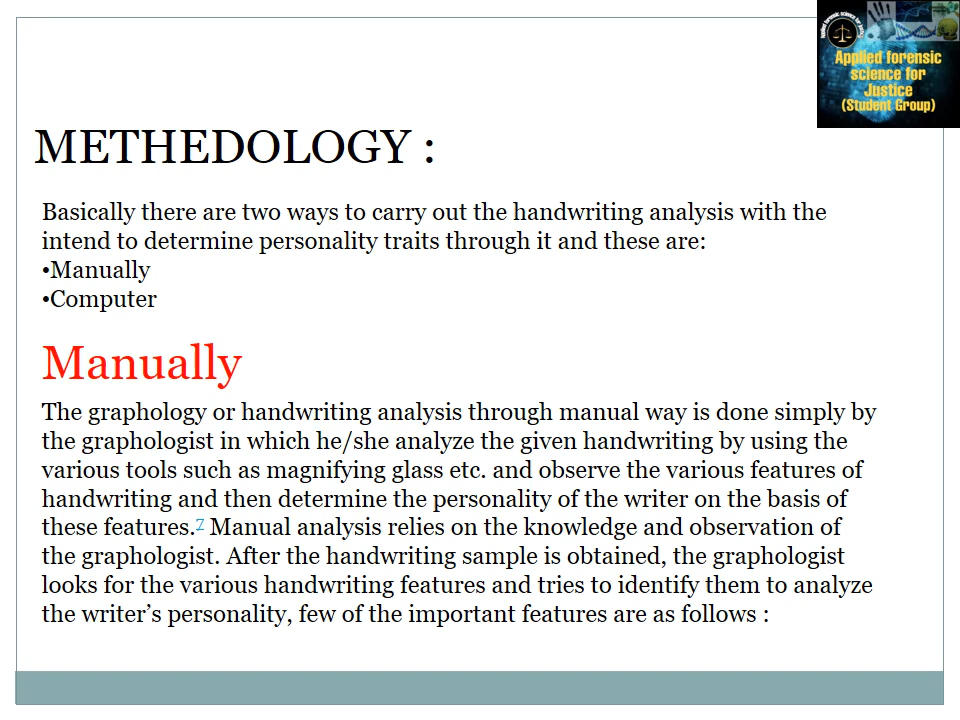 Applied forensic science for Justice
Applied forensic
science for
Justice
(Student Group)
METHEDOLOGY :
Basically there are two ways to carry out the handwriting analysis with the
intend to determine personality traits through it and these are:
•Manually
•Computer
Manually
The graphology or handwriting analysis through manual way is done simply by
the graphologist in which he/she analyze the given handwriting by using the
various tools such as magnifying glass etc. and observe the various features of
handwriting and then determine the personality of the writer on the basis of
these features.7 Manual analysis relies on the knowledge and observation of
the graphologist. After the handwriting sample is obtained, the graphologist
looks for the various handwriting features and tries to identify them to analyze
the writer’s personality, few of the important features are as follows :